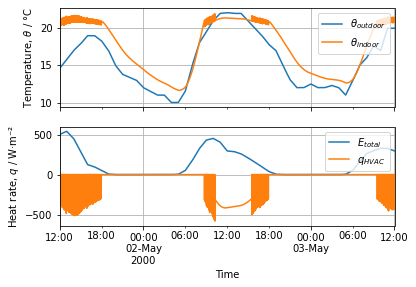 Temperature, θ / °C
20
15
10
θoutdoor
θindoor
Heat rate, q / W·m⁻²
500
0
−500
Etotal
qHVAC
12:00 18:00 00:00 06:00 12:00 18:00 00:00 06:00 12:00
02-May 03-May
2000
Time